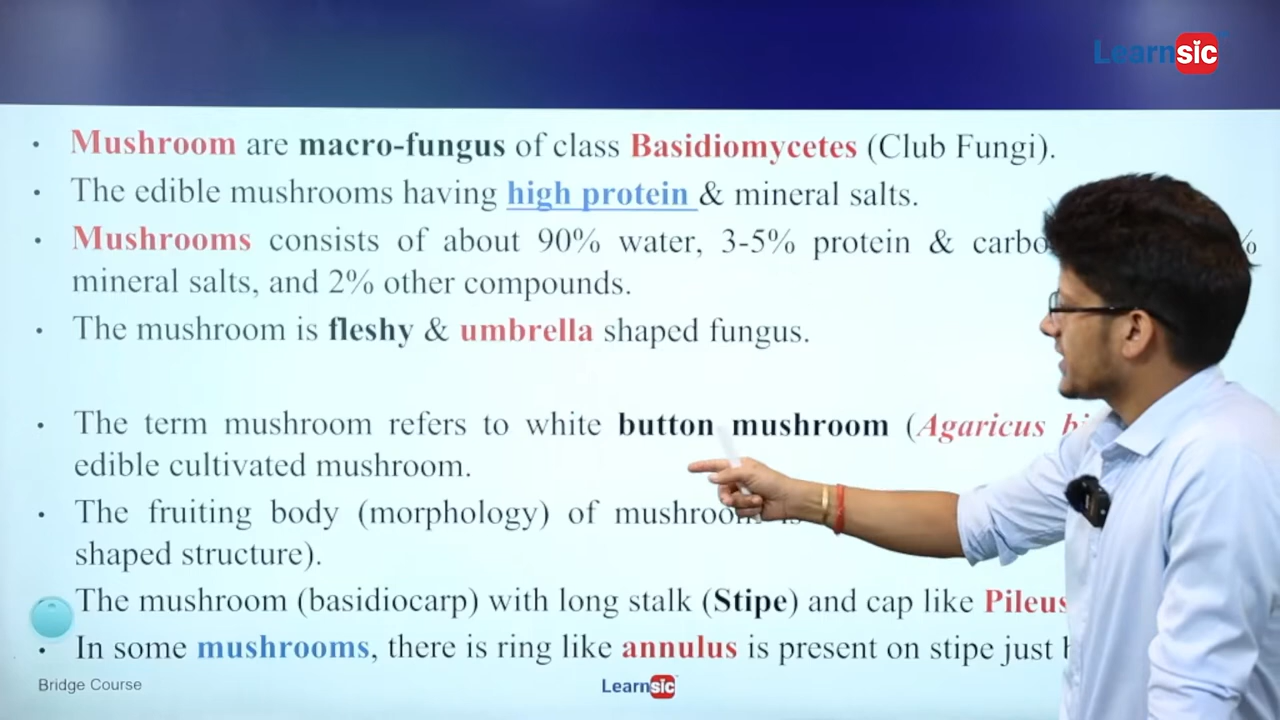 Learnsic
• Mushroom are macro-fungus of class Basidiomycetes (Club Fungi).
• The edible mushrooms having high protein & mineral salts.
• Mushrooms consists of about 90% water, 3-5% protein & %
mineral salts, and 2% other compounds.
• The mushroom is fleshy & umbrella shaped fungus.
• The term mushroom refers to white button mushroom (Agaricus
edible cultivated mushroom.
• The fruiting body (morphology) of mushroom
shaped structure).
The mushroom (basidiocarp) with long stalk (Stipe) and cap like Pileus
• In some mushrooms, there is ring like annulus is present on stipe just
Bridge Course
Learnsic